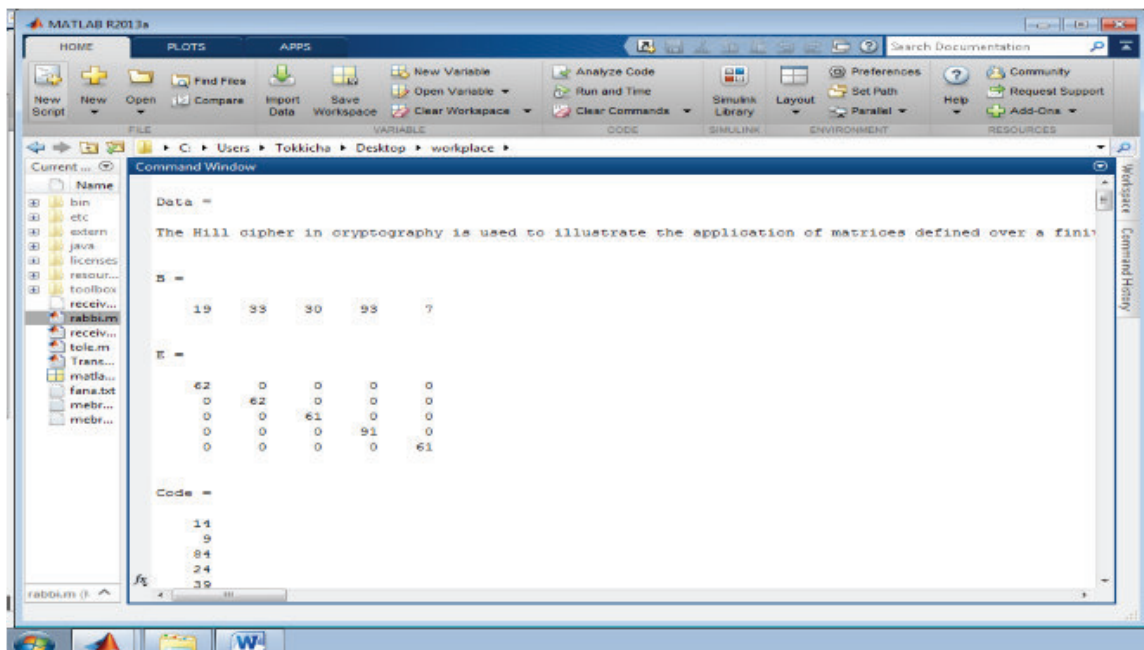 MATLAB R2013a
HOME PLOTS APPS Search Documentation
New Script New Open Find Files Compare Import Data Save Workspace New Variable Open Variable Clear Workspace Analyze Code Run and Time Clear Commands Simulink Library Layout Preferences Set Path Parallel Help Community Request Support Add-Ons
FILE VARIABLE CODE SIMULINK ENVIRONMENT RESOURCES
C: Users Tokkicha Desktop workplace
Current ... Command Window
Name
bin
etc
extern
java
licenses
resour...
toolbox
receiv...
rabbi.m
receiv...
tole.m
Trans...
matla...
fana.txt
mebr...
mebr...
rabbi.m (F
Data =
The Hill cipher in cryptography is used to illustrate the application of matrices defined over a fini
B =
19 33 30 93 7
E =
62 0 0 0 0
0 62 0 0 0
0 0 61 0 0
0 0 0 91 0
0 0 0 0 61
Code =
14
9
84
24
39
fx
Workspace
Command History
W